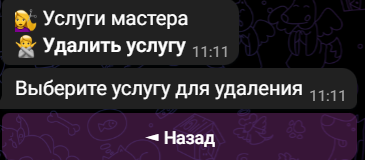 💇‍♀️ Услуги мастера
🙅 Удалить услугу 11:11
Выберите услугу для удаления 11:11
◄ Назад